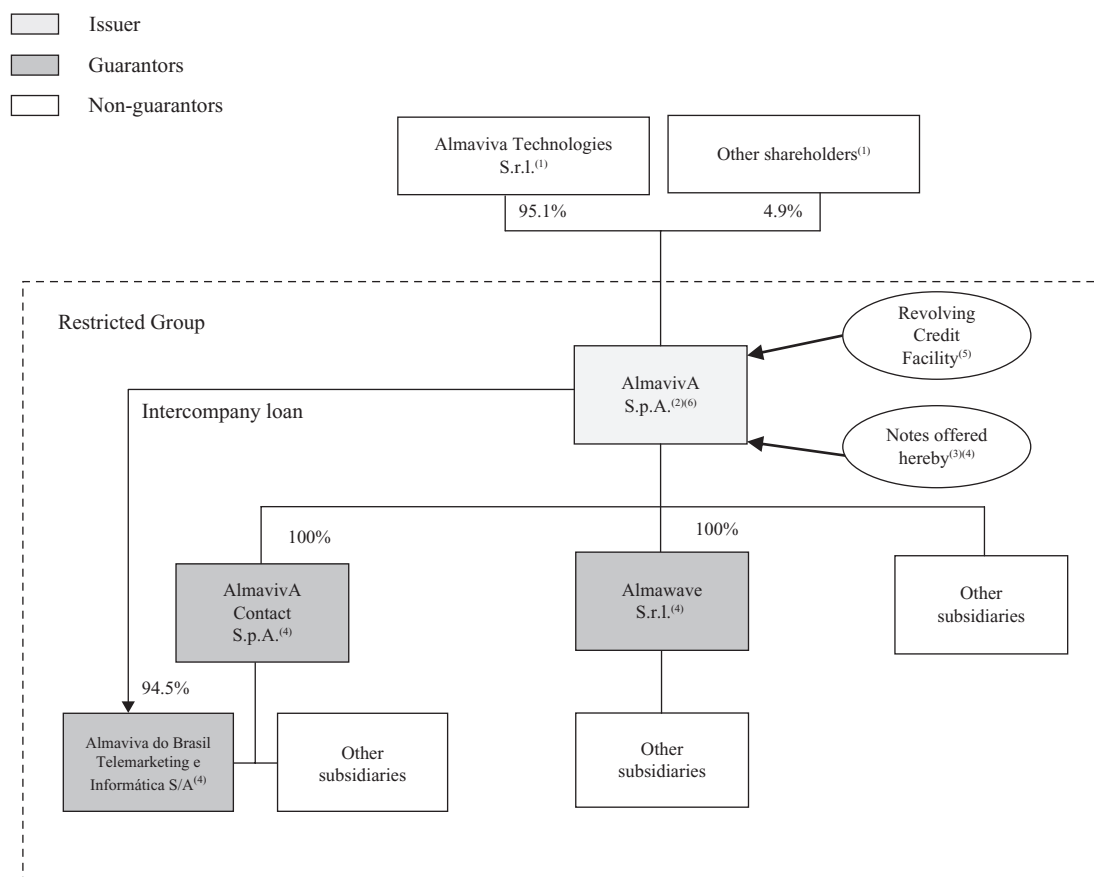 Issuer
Guarantors
Non-guarantors
Almaviva Technologies
S.r.l.(1)
Other shareholders(1)
95.1%
4.9%
Restricted Group
Revolving
Credit
Facility(5)
AlmavivA
S.p.A.(2)(6)
Intercompany loan
Notes offered
hereby(3)(4)
100%
100%
AlmavivA
Contact
S.p.A.(4)
Almawave
S.r.l.(4)
Other
subsidiaries
94.5%
Almaviva do Brasil
Telemarketing e
Informática S/A(4)
Other
subsidiaries
Other
subsidiaries